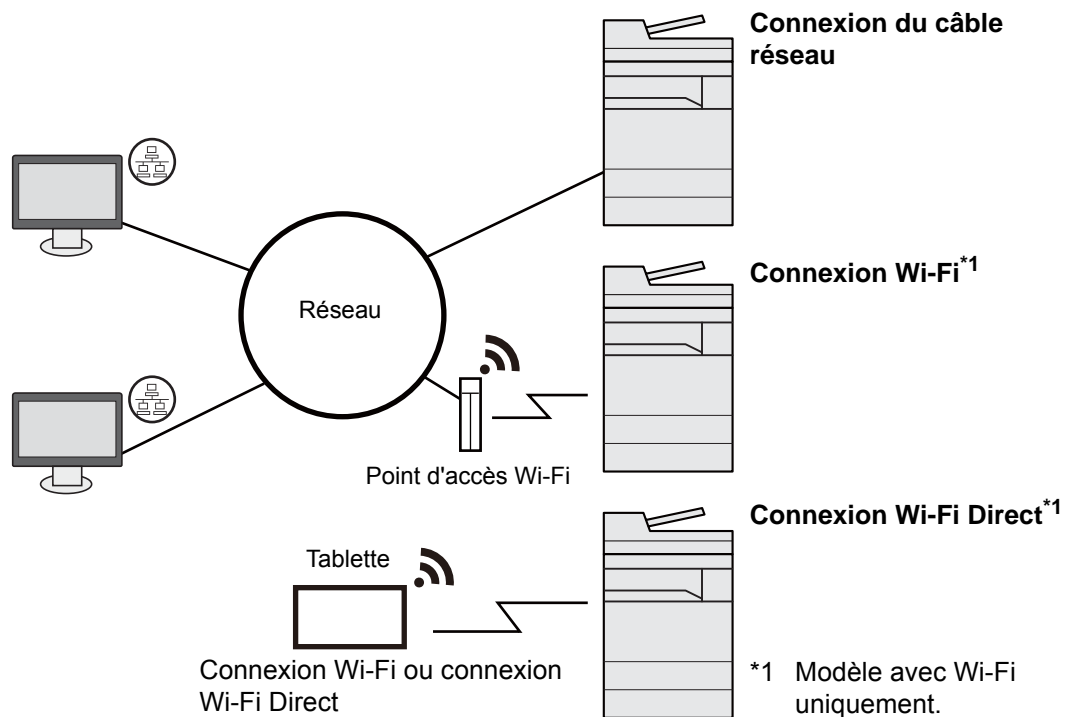 Connexion du câble
réseau
Réseau
Connexion Wi-Fi*1
Point d'accès Wi-Fi
Connexion Wi-Fi Direct*1
Tablette
Connexion Wi-Fi ou connexion
Wi-Fi Direct
*1 Modèle avec Wi-Fi
uniquement.